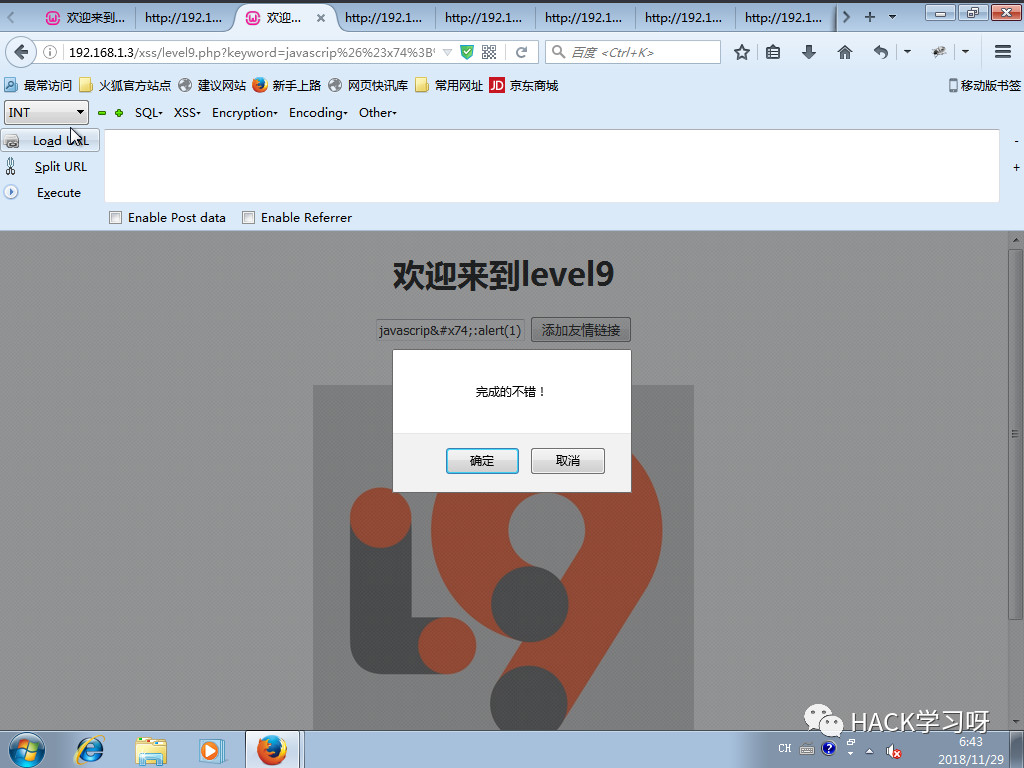 欢迎来到... http://192.1... 欢迎... http://192.1... http://192.1... http://192.1... http://192.1... http://192.1...
192.168.1.3/xss/level9.php?keyword=javascrip%26%23x74%3B% 百度 <Ctrl+K>
最常访问 火狐官方站点 建议网站 新手上路 网页快讯库 常用网址 JD 京东商城 移动版书签
INT SQL XSS Encryption Encoding Other
Load URL
Split URL
Execute
Enable Post data Enable Referrer
欢迎来到level9
javascrip&#x74;:alert(1) 添加友情链接
完成的不错！
确定 取消
HACK学习呀
CH 6:43
2018/11/29